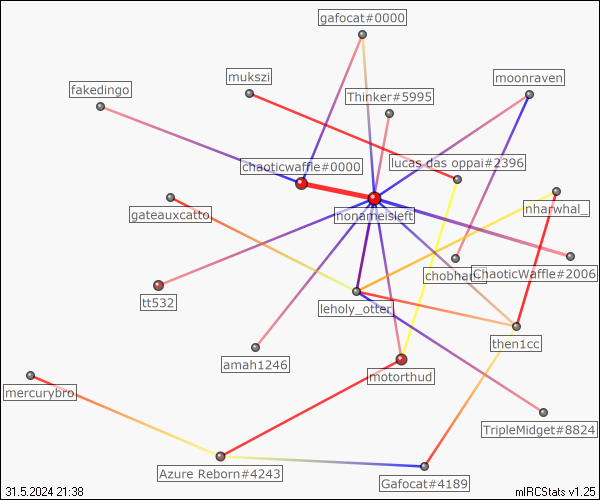 gafocat#0000
mukszi
moonraven
fakedingo
Thinker#5995
lucas das oppai#2396
chaoticwaffle#0000
gateauxcatto
nonameisleft
nharwhal_
chobham
ChaoticWaffle#2006
tt532
leholy_otter
then1cc
amah1246
motorthud
mercurybro
TripleMidget#8824
Azure Reborn#4243
Gafocat#4189
31.5.2024 21:38
mIRCStats v1.25